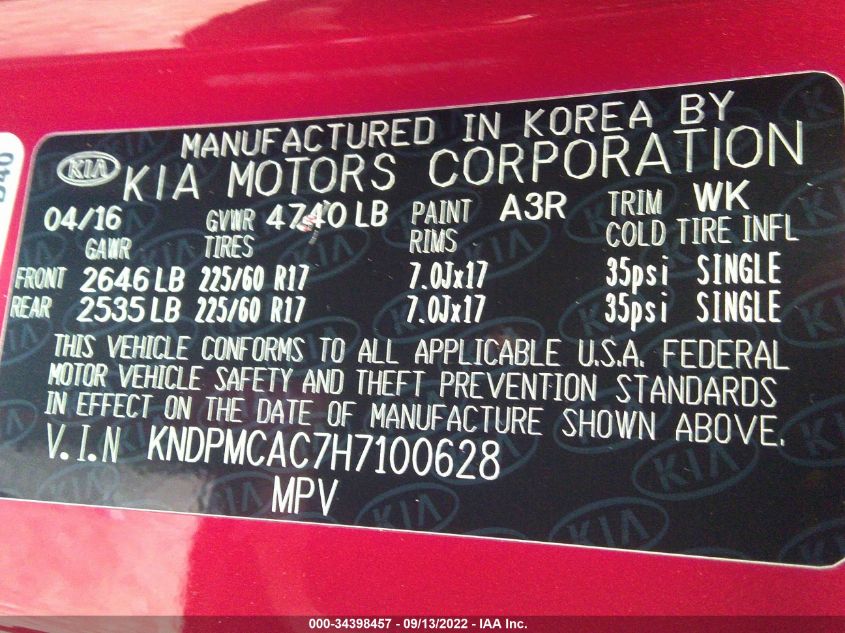 MANUFACTURED IN KOREA BY
KIA KIA MOTORS CORPORATION
04/16 GVWR 4740 LB PAINT A3R TRIM WK
GAWR TIRES RIMS COLD TIRE INFL
FRONT 2646 LB 225/60 R17 7.0Jx17 35psi SINGLE
REAR 2535 LB 225/60 R17 7.0Jx17 35psi SINGLE
THIS VEHICLE CONFORMS TO ALL APPLICABLE U.S.A. FEDERAL
MOTOR VEHICLE SAFETY AND THEFT PREVENTION STANDARDS
IN EFFECT ON THE DATE OF MANUFACTURE SHOWN ABOVE.
V.I.N KNDPMCAC7H7100628
MPV
000-34398457 - 09/13/2022 - IAA Inc.